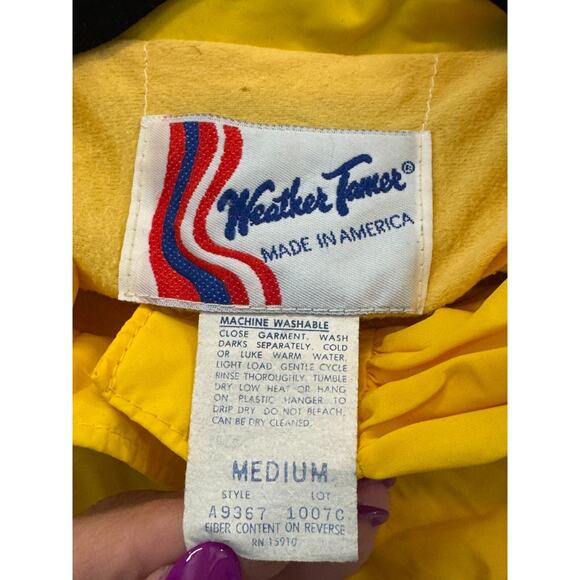 Weather Tamer®
MADE IN AMERICA
MACHINE WASHABLE
CLOSE GARMENT. WASH
DARKS SEPARATELY. COLD
OR LUKE WARM WATER,
LIGHT LOAD, GENTLE CYCLE
RINSE THOROUGHLY. TUMBLE
DRY LOW HEAT OR HANG
ON PLASTIC HANGER TO
DRIP DRY. DO NOT BLEACH.
CAN BE DRY CLEANED.
MEDIUM
STYLE LOT
A9367 1007C
FIBER CONTENT ON REVERSE
RN 15910